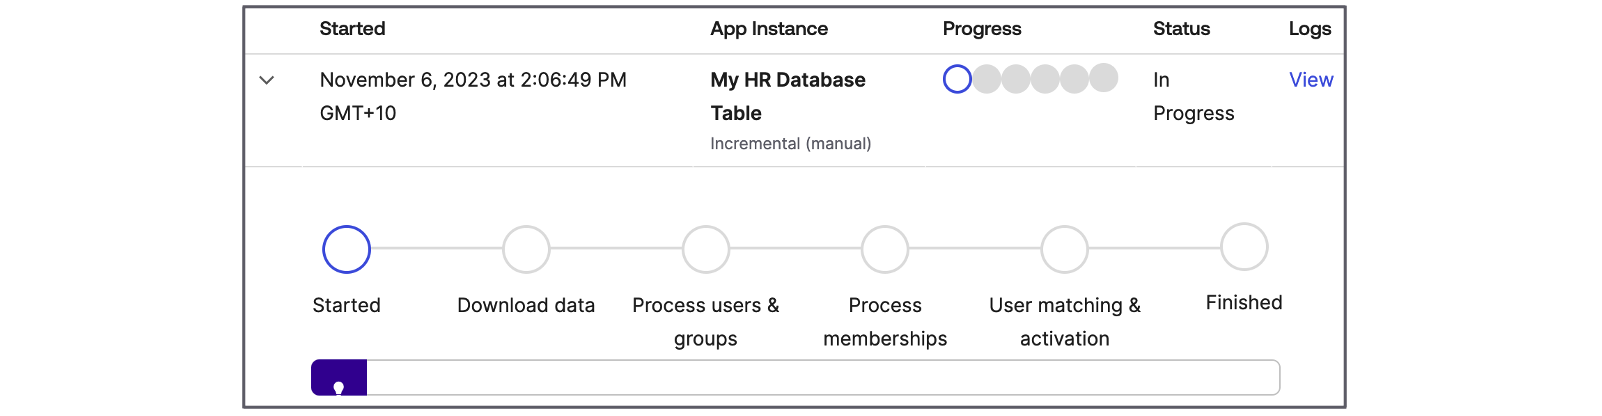 Started App Instance Progress Status Logs
November 6, 2023 at 2:06:49 PM GMT+10
My HR Database Table
Incremental (manual)
In Progress
View
Started
Download data
Process users & groups
Process memberships
User matching & activation
Finished